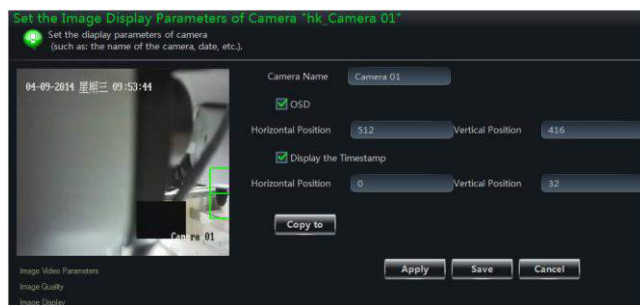 Set the Image Display Parameters of Camera "hk_Camera 01"
Set the diaplay parameters of camera
(such as: the name of the camera, date, etc.).
04-09-2014 星期三 09:53:44
Camera Name Camera 01
OSD
Horizontal Position 512 Vertical Position 416
Display the Timestamp
Horizontal Position 0 Vertical Position 32
Camera 01
Copy to
Apply Save Cancel
Image Video Parameters
Image Quality
Image Display